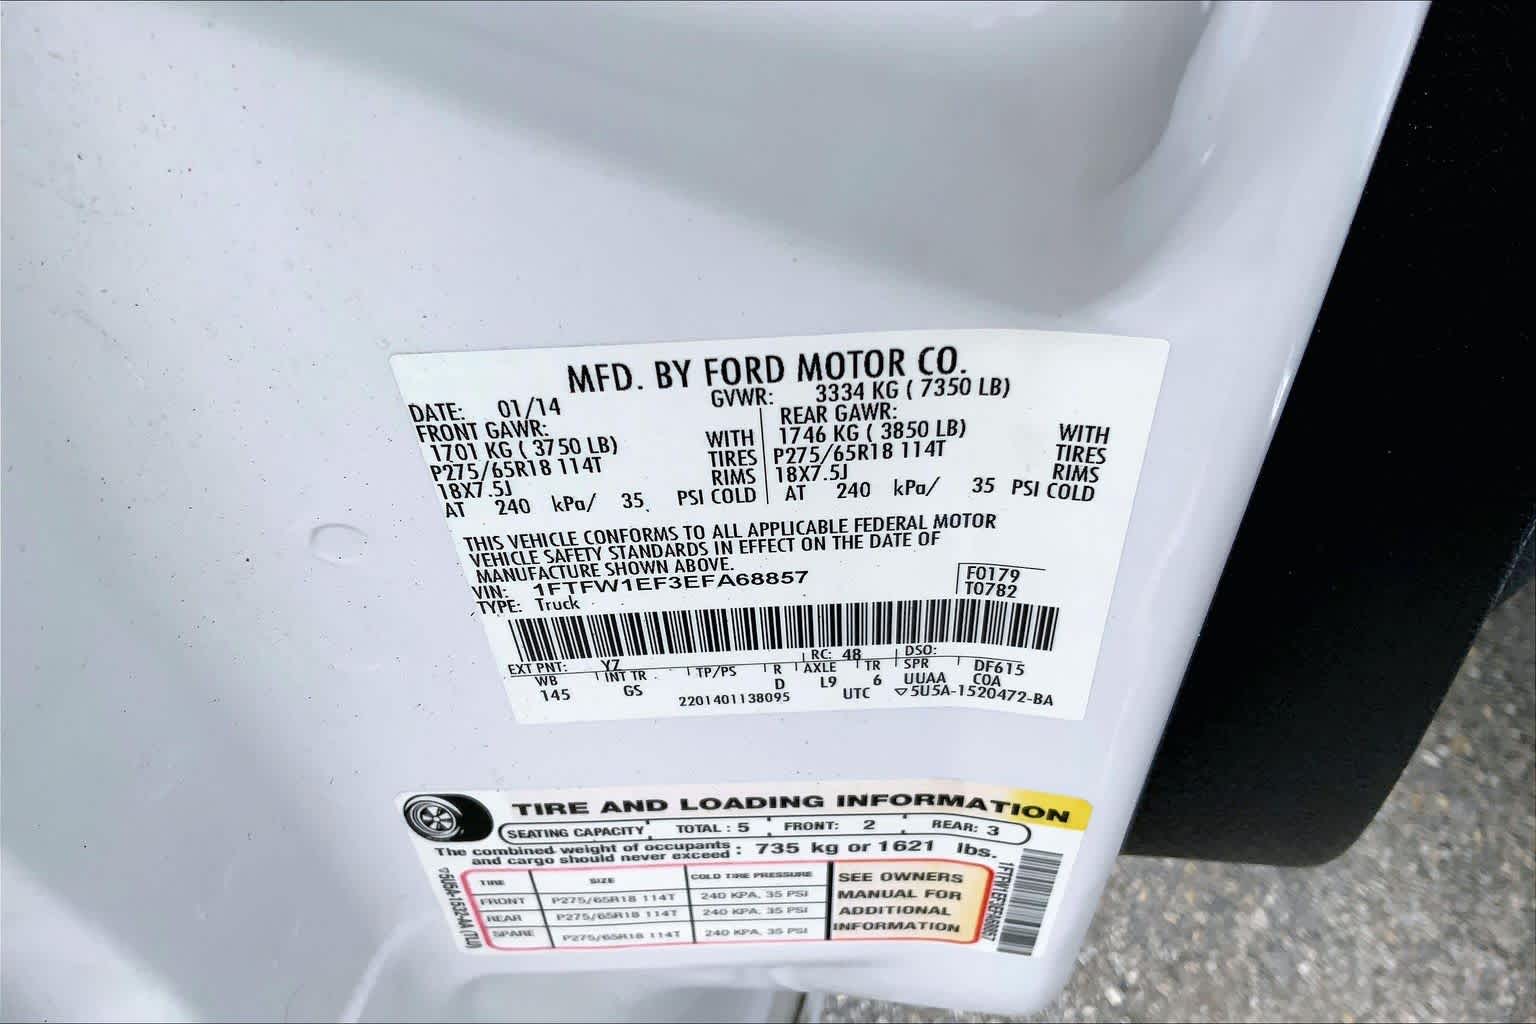 MFD. BY FORD MOTOR CO.
DATE: 01/14 GVWR: 3334 KG ( 7350 LB)
FRONT GAWR: REAR GAWR:
1701 KG ( 3750 LB) WITH 1746 KG ( 3850 LB) WITH
P275/65R18 114T TIRES P275/65R18 114T TIRES
18X7.5J RIMS 18X7.5J RIMS
AT 240 kPa/ 35 PSI COLD AT 240 kPa/ 35 PSI COLD
THIS VEHICLE CONFORMS TO ALL APPLICABLE FEDERAL MOTOR
VEHICLE SAFETY STANDARDS IN EFFECT ON THE DATE OF
MANUFACTURE SHOWN ABOVE.
VIN: 1FTFW1EF3EFA68857 F0179
TYPE: Truck T0782
EXT PNT: YZ RC: 48 DSO:
WB INT TR TP/PS R AXLE TR SPR DF615
145 GS D L9 6 UUAA COA
2201401138095 UTC ▽5U5A-1520472-BA
TIRE AND LOADING INFORMATION
SEATING CAPACITY TOTAL : 5 FRONT: 2 REAR: 3
The combined weight of occupants
and cargo should never exceed : 735 kg or 1621 lbs.
TIRE SIZE COLD TIRE PRESSURE
FRONT P275/65R18 114T 240 KPA, 35 PSI
REAR P275/65R18 114T 240 KPA, 35 PSI
SPARE P275/65R18 114T 240 KPA, 35 PSI
SEE OWNERS
MANUAL FOR
ADDITIONAL
INFORMATION
▽5U5A-1532-AA (TLU)
1FTFW1EF3EFA68857